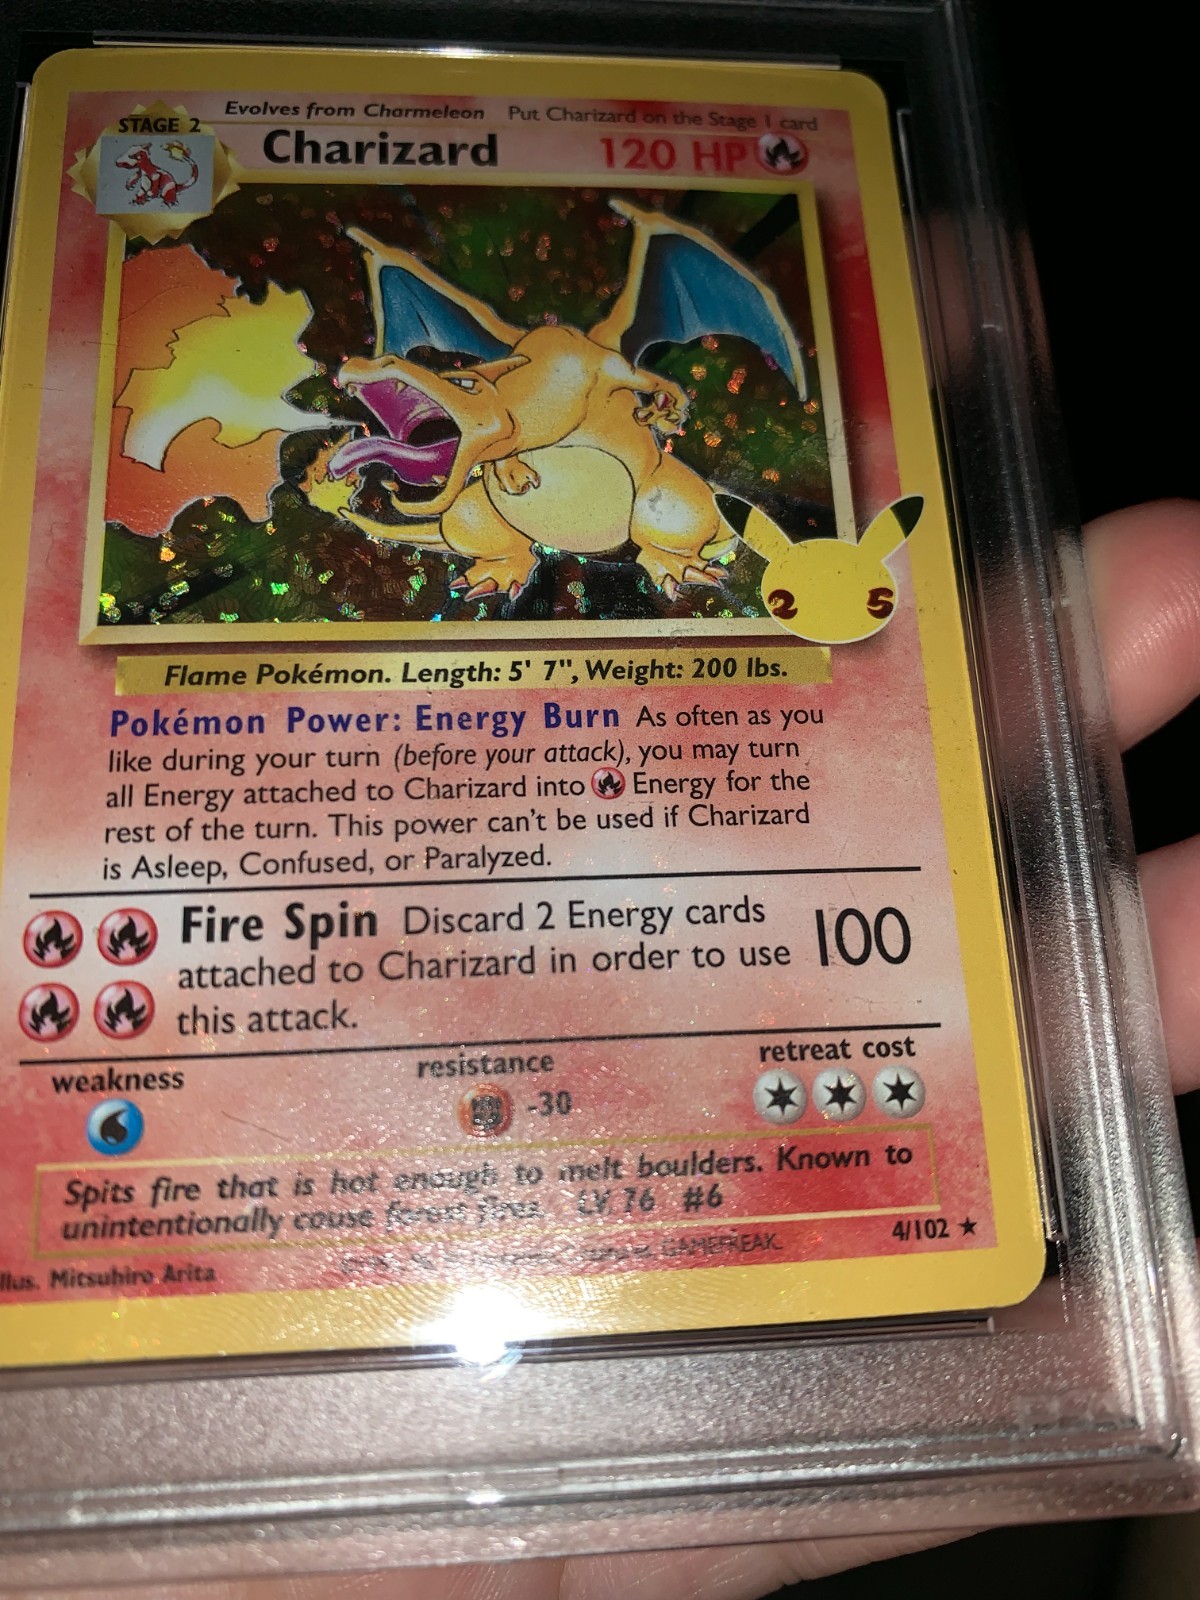 Evolves from Charmeleon Put Charizard on the Stage 1 card
STAGE 2
Charizard 120 HP
2 5
Flame Pokémon. Length: 5' 7", Weight: 200 lbs.
Pokémon Power: Energy Burn As often as you
like during your turn (before your attack), you may turn
all Energy attached to Charizard into Energy for the
rest of the turn. This power can't be used if Charizard
is Asleep, Confused, or Paralyzed.
Fire Spin Discard 2 Energy cards
attached to Charizard in order to use 100
this attack.
weakness resistance retreat cost
-30
Spits fire that is hot enough to melt boulders. Known to
unintentionally cause forest fires. LV. 76 #6
4/102 ★
llus. Mitsuhiro Arita GAMEFREAK.